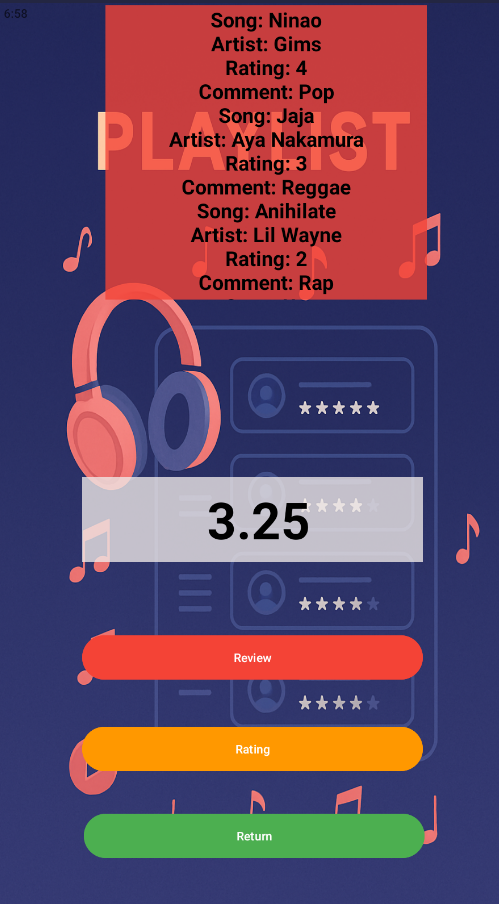 6:58
Song: Ninao
Artist: Gims
Rating: 4
Comment: Pop
Song: Jaja
PLAYLIST
Artist: Aya Nakamura
Rating: 3
Comment: Reggae
Song: Anihilate
Artist: Lil Wayne
Rating: 2
Comment: Rap
3.25
Review
Rating
Return